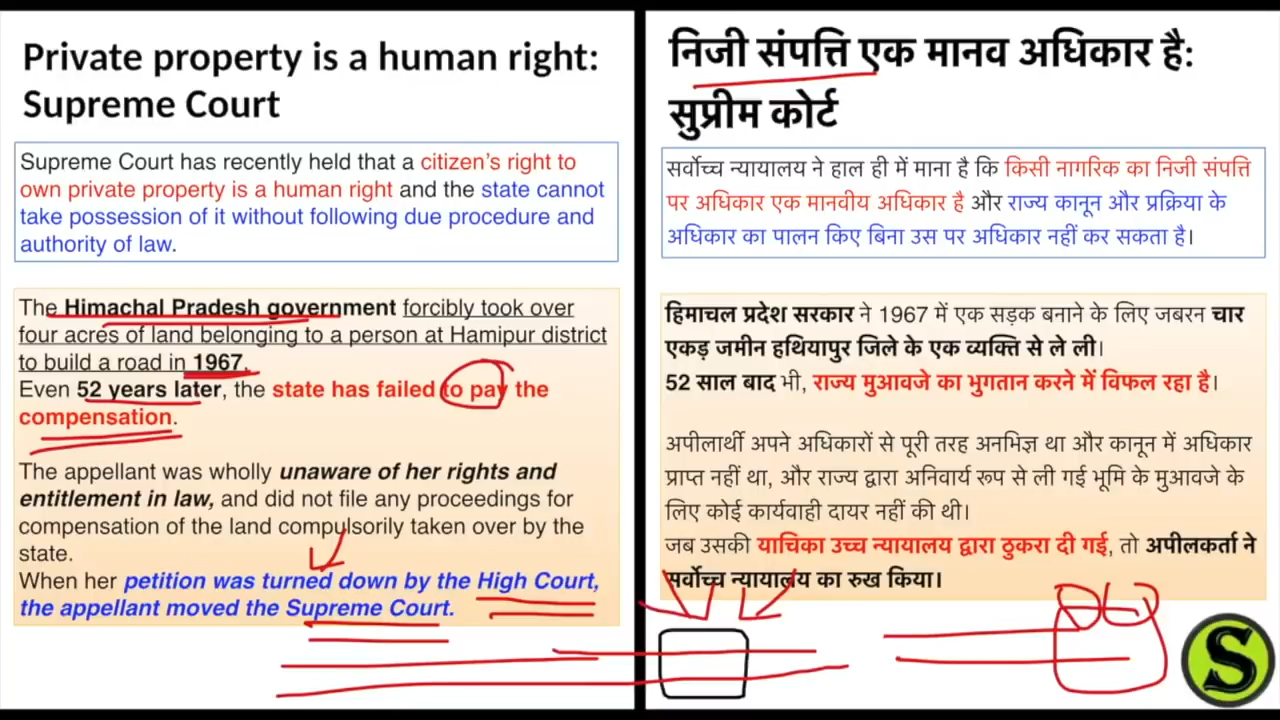 Private property is a human right:
Supreme Court
Supreme Court has recently held that a citizen's right to
own private property is a human right and the state cannot
take possession of it without following due procedure and
authority of law.
The Himachal Pradesh government forcibly took over
four acres of land belonging to a person at Hamipur district
to build a road in 1967.
Even 52 years later, the state has failed to pay the
compensation.
The appellant was wholly unaware of her rights and
entitlement in law, and did not file any proceedings for
compensation of the land compulsorily taken over by the
state.
When her petition was turned down by the High Court,
the appellant moved the Supreme Court.
निजी संपत्ति एक मानव अधिकार है:
सुप्रीम कोर्ट
सर्वोच्च न्यायालय ने हाल ही में माना है कि किसी नागरिक का निजी संपत्ति
पर अधिकार एक मानवीय अधिकार है और राज्य कानून और प्रक्रिया के
अधिकार का पालन किए बिना उस पर अधिकार नहीं कर सकता है।
हिमाचल प्रदेश सरकार ने 1967 में एक सड़क बनाने के लिए जबरन चार
एकड़ जमीन हथियापुर जिले के एक व्यक्ति से ले ली।
52 साल बाद भी, राज्य मुआवजे का भुगतान करने में विफल रहा है।
अपीलार्थी अपने अधिकारों से पूरी तरह अनभिज्ञ था और कानून में अधिकार
प्राप्त नहीं था, और राज्य द्वारा अनिवार्य रूप से ली गई भूमि के मुआवजे के
लिए कोई कार्यवाही दायर नहीं की थी।
जब उसकी याचिका उच्च न्यायालय द्वारा ठुकरा दी गई, तो अपीलकर्ता ने
सर्वोच्च न्यायालय का रुख किया।
S